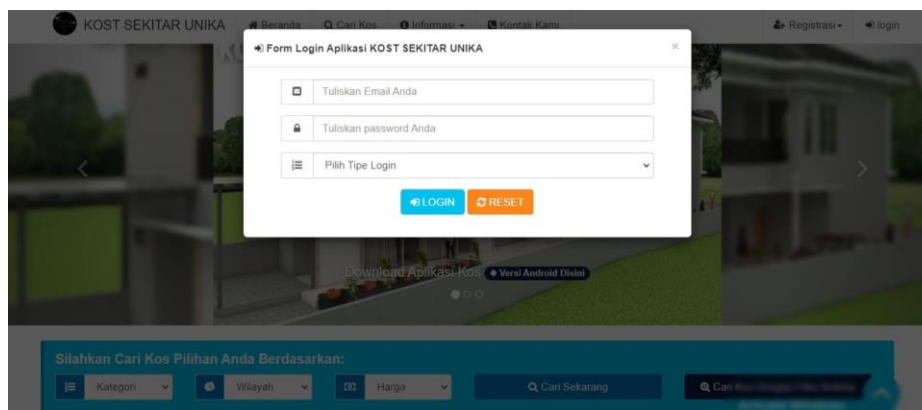 KOST SEKITAR UNIKA Beranda Cari Kos Informasi Kontak Kami Registrasi login
Form Login Aplikasi KOST SEKITAR UNIKA ×
Tuliskan Email Anda
Tuliskan password Anda
Pilih Tipe Login
LOGIN RESET
Download Aplikasi Kos Versi Android Disini
Silahkan Cari Kos Pilihan Anda Berdasarkan:
Kategori Wilayah Harga Cari Sekarang Cari